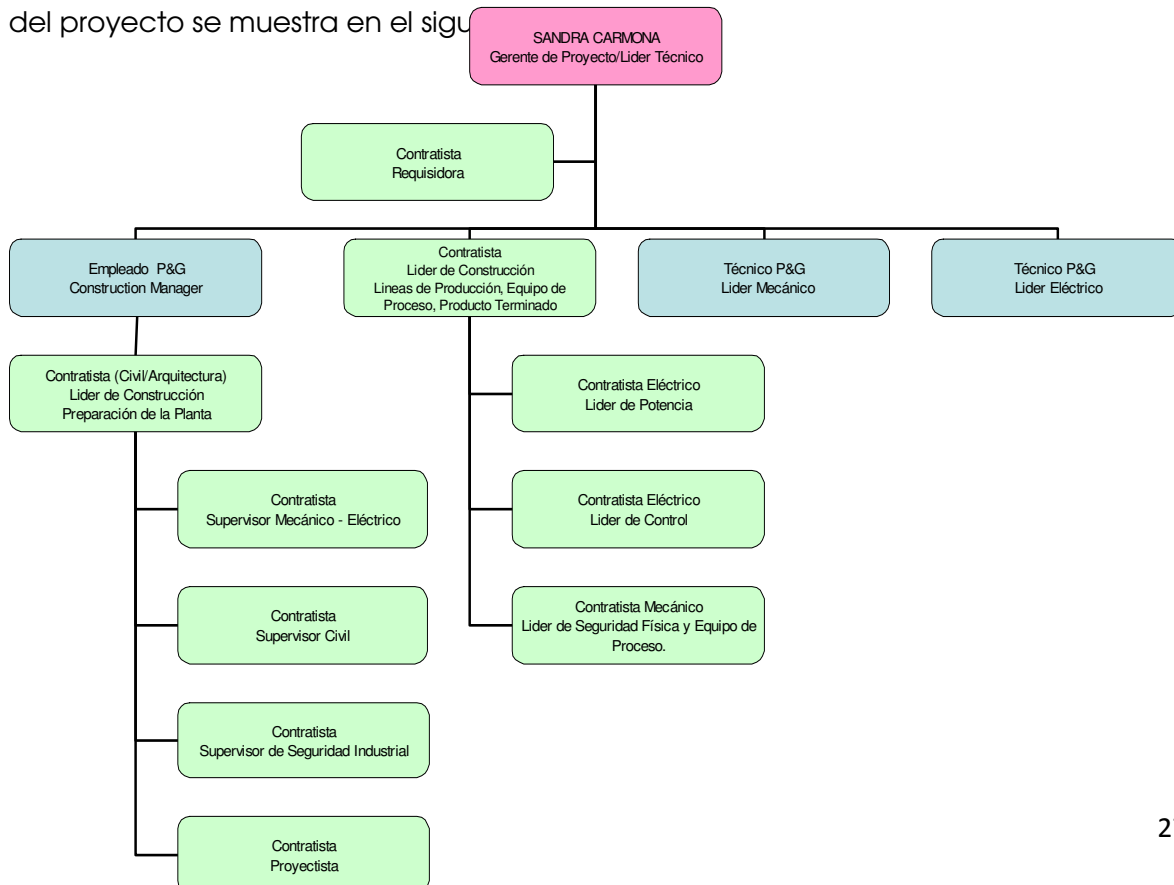 del proyecto se muestra en el sigu
SANDRA CARMONA
Gerente de Proyecto/Lider Técnico
Contratista
Requisidora
Empleado P&G
Construction Manager
Contratista
Lider de Construcción
Lineas de Producción, Equipo de
Proceso, Producto Terminado
Técnico P&G
Lider Mecánico
Técnico P&G
Lider Eléctrico
Contratista (Civil/Arquitectura)
Lider de Construcción
Preparación de la Planta
Contratista Eléctrico
Lider de Potencia
Contratista
Supervisor Mecánico - Eléctrico
Contratista Eléctrico
Lider de Control
Contratista
Supervisor Civil
Contratista Mecánico
Lider de Seguridad Física y Equipo de
Proceso.
Contratista
Supervisor de Seguridad Industrial
Contratista
Proyectista
2